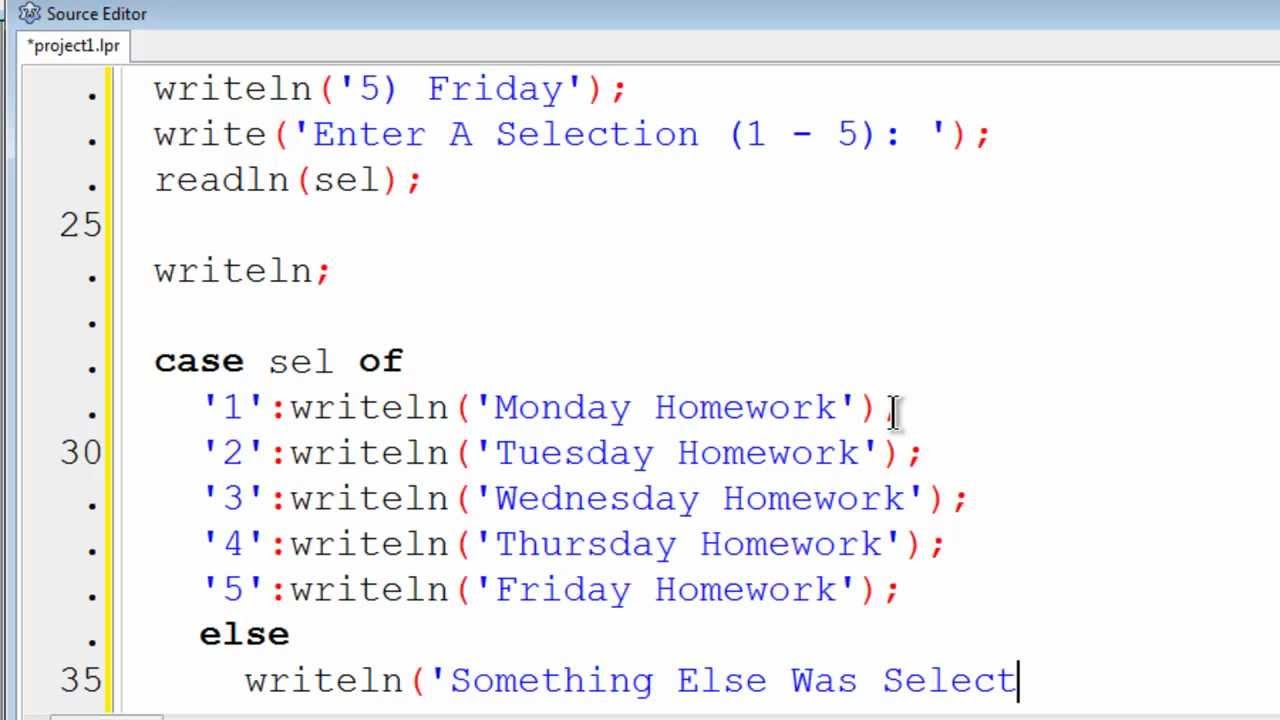 Source Editor
*project1.lpr
. writeln('5) Friday');
. write('Enter A Selection (1 - 5): ');
. readln(sel);
25
. writeln;
.
. case sel of
. '1':writeln('Monday Homework');
30 '2':writeln('Tuesday Homework');
. '3':writeln('Wednesday Homework');
. '4':writeln('Thursday Homework');
. '5':writeln('Friday Homework');
. else
35 writeln('Something Else Was Select